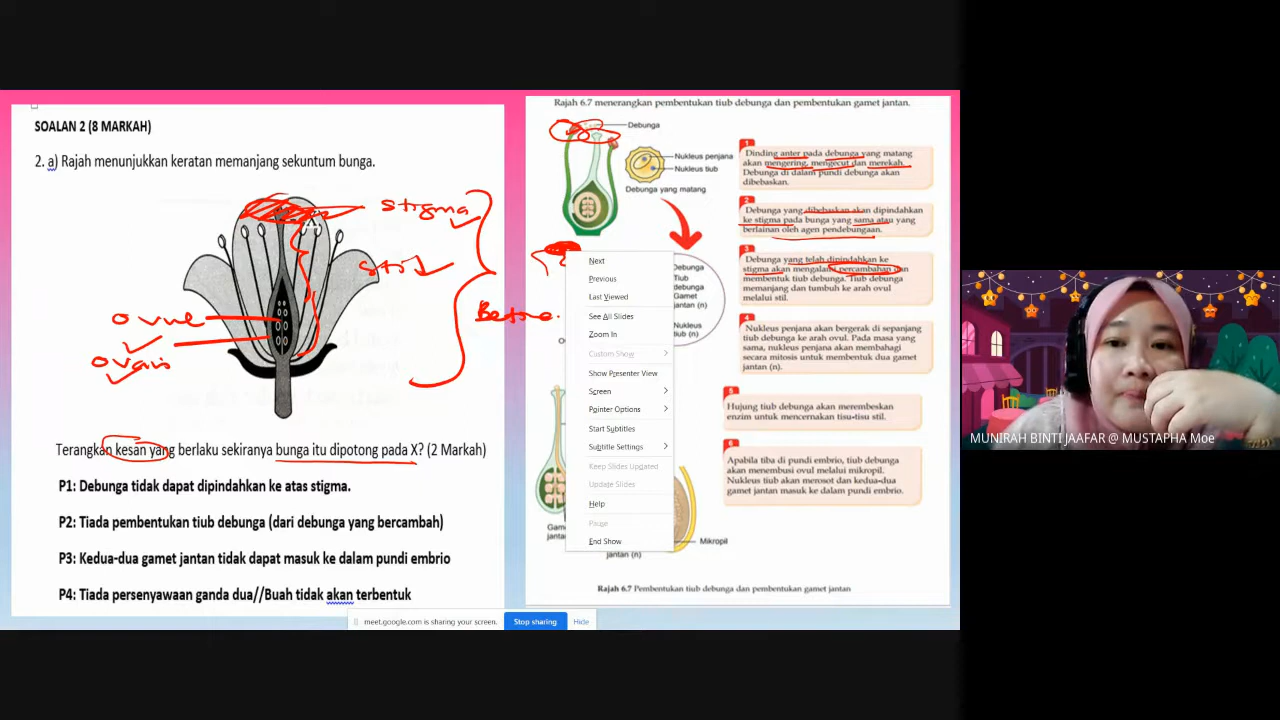 SOALAN 2 (8 MARKAH)
2. a) Rajah menunjukkan keratan memanjang sekuntum bunga.
stigma
stil
ovule
ovari
Betina.
Terangkan kesan yang berlaku sekiranya bunga itu dipotong pada X? (2 Markah)
P1: Debunga tidak dapat dipindahkan ke atas stigma.
P2: Tiada pembentukan tiub debunga (dari debunga yang bercambah)
P3: Kedua-dua gamet jantan tidak dapat masuk ke dalam pundi embrio
P4: Tiada persenyawaan ganda dua//Buah tidak akan terbentuk
Rajah 6.7 menerangkan pembentukan tiub debunga dan pembentukan gamet jantan.
Debunga
Nukleus penjana
Nukleus tiub
Debunga yang matang
1
Dinding anter pada debunga yang matang
akan mengering, mengecut dan merekah.
Debunga di dalam pundi debunga akan
dibebaskan.
2
Debunga yang dibebaskan akan dipindahkan
ke stigma pada bunga yang sama atau yang
berlainan oleh agen pendebungaan.
3
Debunga yang telah dipindahkan ke
stigma akan mengalami percambahan dan
membentuk tiub debunga. Tiub debunga
memanjang dan tumbuh ke arah ovul
melalui stil.
4
Nukleus penjana akan bergerak di sepanjang
tiub debunga ke arah ovul. Pada masa yang
sama, nukleus penjana akan membahagi
secara mitosis untuk membentuk dua gamet
jantan (n).
5
Hujung tiub debunga akan merembeskan
enzim untuk mencernakan tisu-tisu stil.
6
Apabila tiba di pundi embrio, tiub debunga
akan menembusi ovul melalui mikropil.
Nukleus tiub akan merosot dan kedua-dua
gamet jantan masuk ke dalam pundi embrio.
Debunga
Tiub
debunga
Gamet
jantan (n)
Nukleus
tiub (n)
Next
Previous
Last Viewed
See All Slides
Zoom In
Custom Show
Show Presenter View
Screen
Pointer Options
Start Subtitles
Subtitle Settings
Keep Slides Updated
Update Slides
Help
Pause
End Show
Mikropil
jantan (n)
Rajah 6.7 Pembentukan tiub debunga dan pembentukan gamet jantan
meet.google.com is sharing your screen.
Stop sharing
Hide
MUNIRAH BINTI JAAFAR @ MUSTAPHA Moe